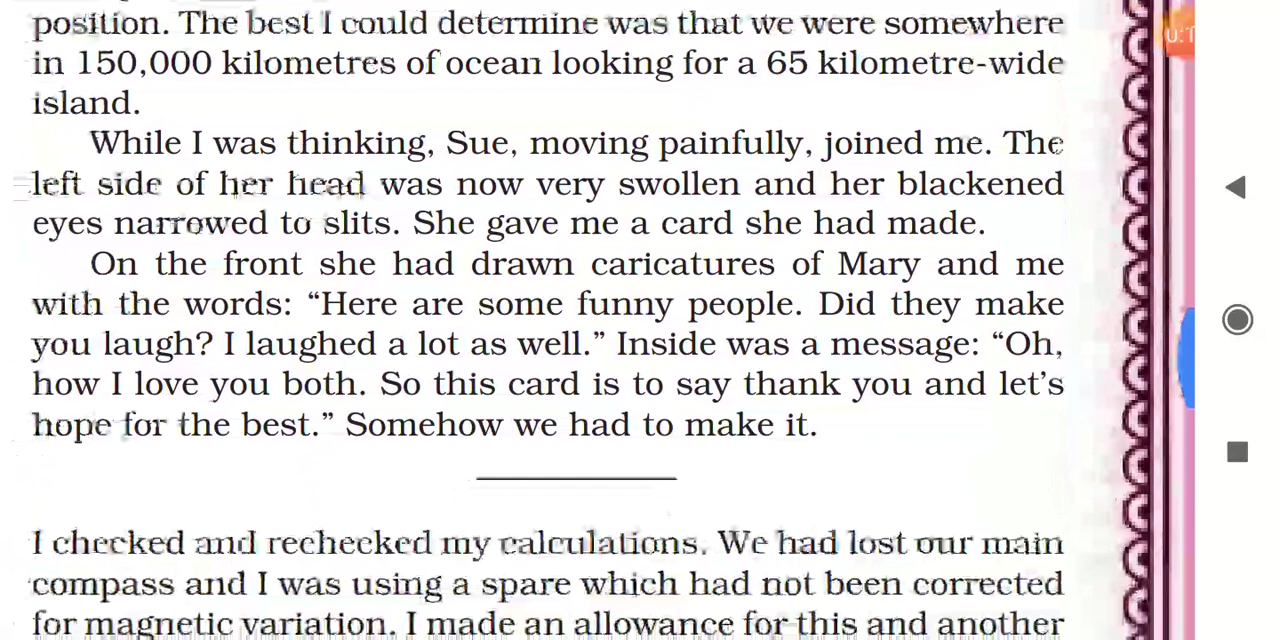 position. The best I could determine was that we were somewhere
in 150,000 kilometres of ocean looking for a 65 kilometre-wide
island.
While I was thinking, Sue, moving painfully, joined me. The
left side of her head was now very swollen and her blackened
eyes narrowed to slits. She gave me a card she had made.
On the front she had drawn caricatures of Mary and me
with the words: “Here are some funny people. Did they make
you laugh? I laughed a lot as well.” Inside was a message: “Oh,
how I love you both. So this card is to say thank you and let’s
hope for the best.” Somehow we had to make it.
I checked and rechecked my calculations. We had lost our main
compass and I was using a spare which had not been corrected
for magnetic variation. I made an allowance for this and another